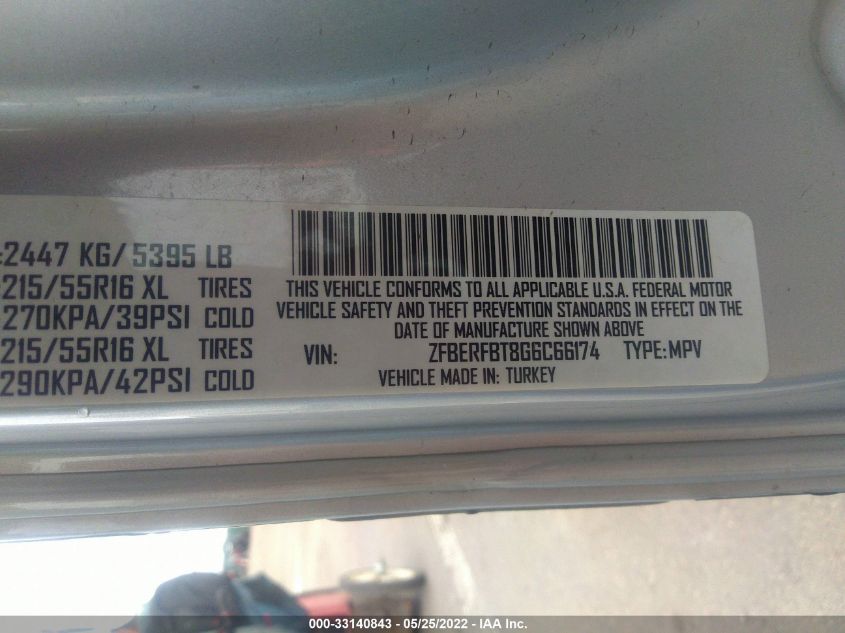 :2447 KG/ 5395 LB
215/55R16 XL TIRES
270KPA/39PSI COLD
215/55R16 XL TIRES
290KPA/42PSI COLD
THIS VEHICLE CONFORMS TO ALL APPLICABLE U.S.A. FEDERAL MOTOR
VEHICLE SAFETY AND THEFT PREVENTION STANDARDS IN EFFECT ON THE
DATE OF MANUFACTURE SHOWN ABOVE
VIN: ZFBERFBT8G6C66174 TYPE: MPV
VEHICLE MADE IN: TURKEY
000-33140843 - 05/25/2022 - IAA Inc.